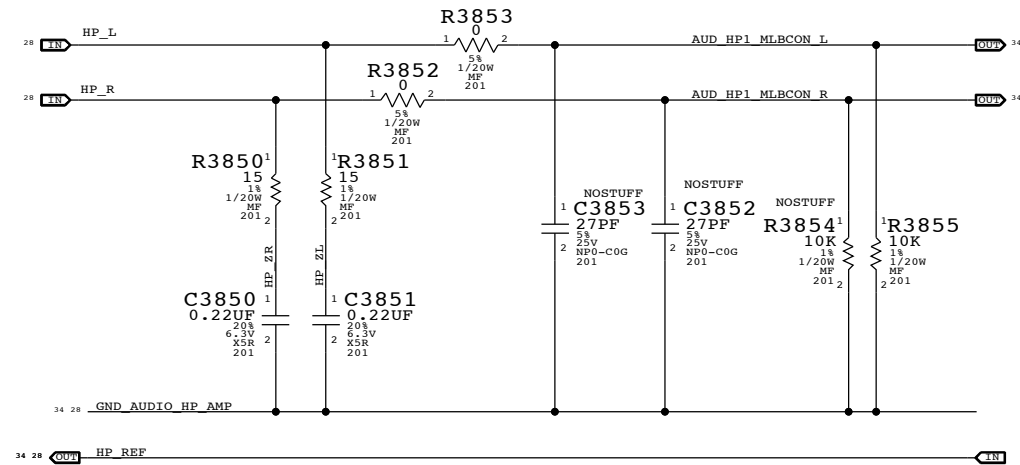 R3853
0
28 IN HP_L 1 2 AUD_HP1_MLBCON_L OUT 34
5%
1/20W
MF
201
R3852
0
28 IN HP_R 1 2 AUD_HP1_MLBCON_R OUT 34
5%
1/20W
MF
201
R3850
15
1%
1/20W
MF
201
1
2
R3851
15
1%
1/20W
MF
201
1
2
HP_ZR
HP_ZL
C3850
0.22UF
20%
6.3V
X5R
201
1
2
C3851
0.22UF
20%
6.3V
X5R
201
1
2
NOSTUFF
C3853
27PF
5%
25V
NP0-C0G
201
1
2
NOSTUFF
C3852
27PF
5%
25V
NP0-C0G
201
1
2
NOSTUFF
R3854
10K
1%
1/20W
MF
201
1
2
R3855
10K
1%
1/20W
MF
201
1
2
34 28 GND_AUDIO_HP_AMP
34 28 OUT HP_REF IN